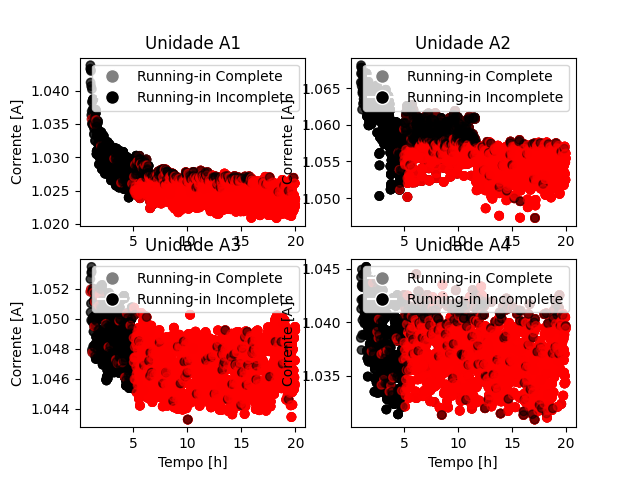 Unidade A1
Corrente [A]
1.040
1.035
1.030
1.025
1.020
5
10
15
20
Running-in Complete
Running-in Incomplete
Unidade A2
Corrente [A]
1.065
1.060
1.055
1.050
5
10
15
20
Running-in Complete
Running-in Incomplete
Unidade A3
Corrente [A]
1.052
1.050
1.048
1.046
1.044
5
10
15
20
Tempo [h]
Running-in Complete
Running-in Incomplete
Unidade A4
Corrente [A]
1.045
1.040
1.035
5
10
15
20
Tempo [h]
Running-in Complete
Running-in Incomplete